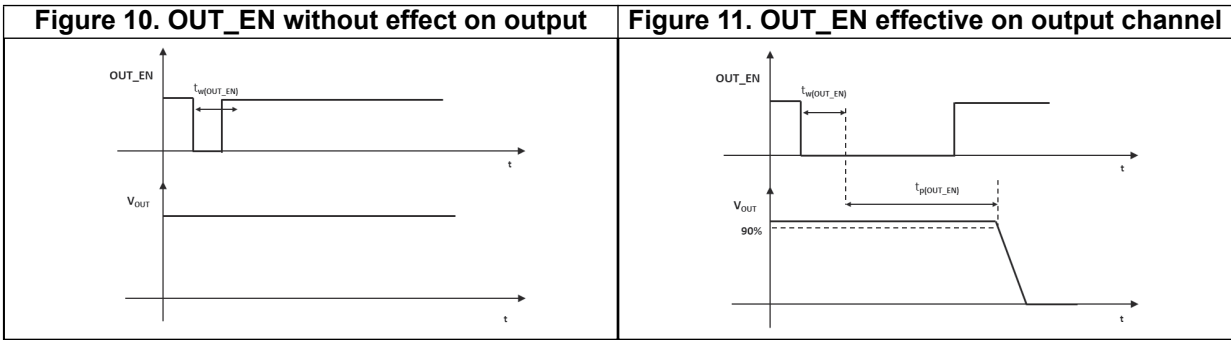 Figure 10. OUT_EN without effect on output
Figure 11. OUT_EN effective on output channel
OUT_EN
tw(OUT_EN)
t
VOUT
t
OUT_EN
tw(OUT_EN)
t
tp(OUT_EN)
VOUT
90%
t